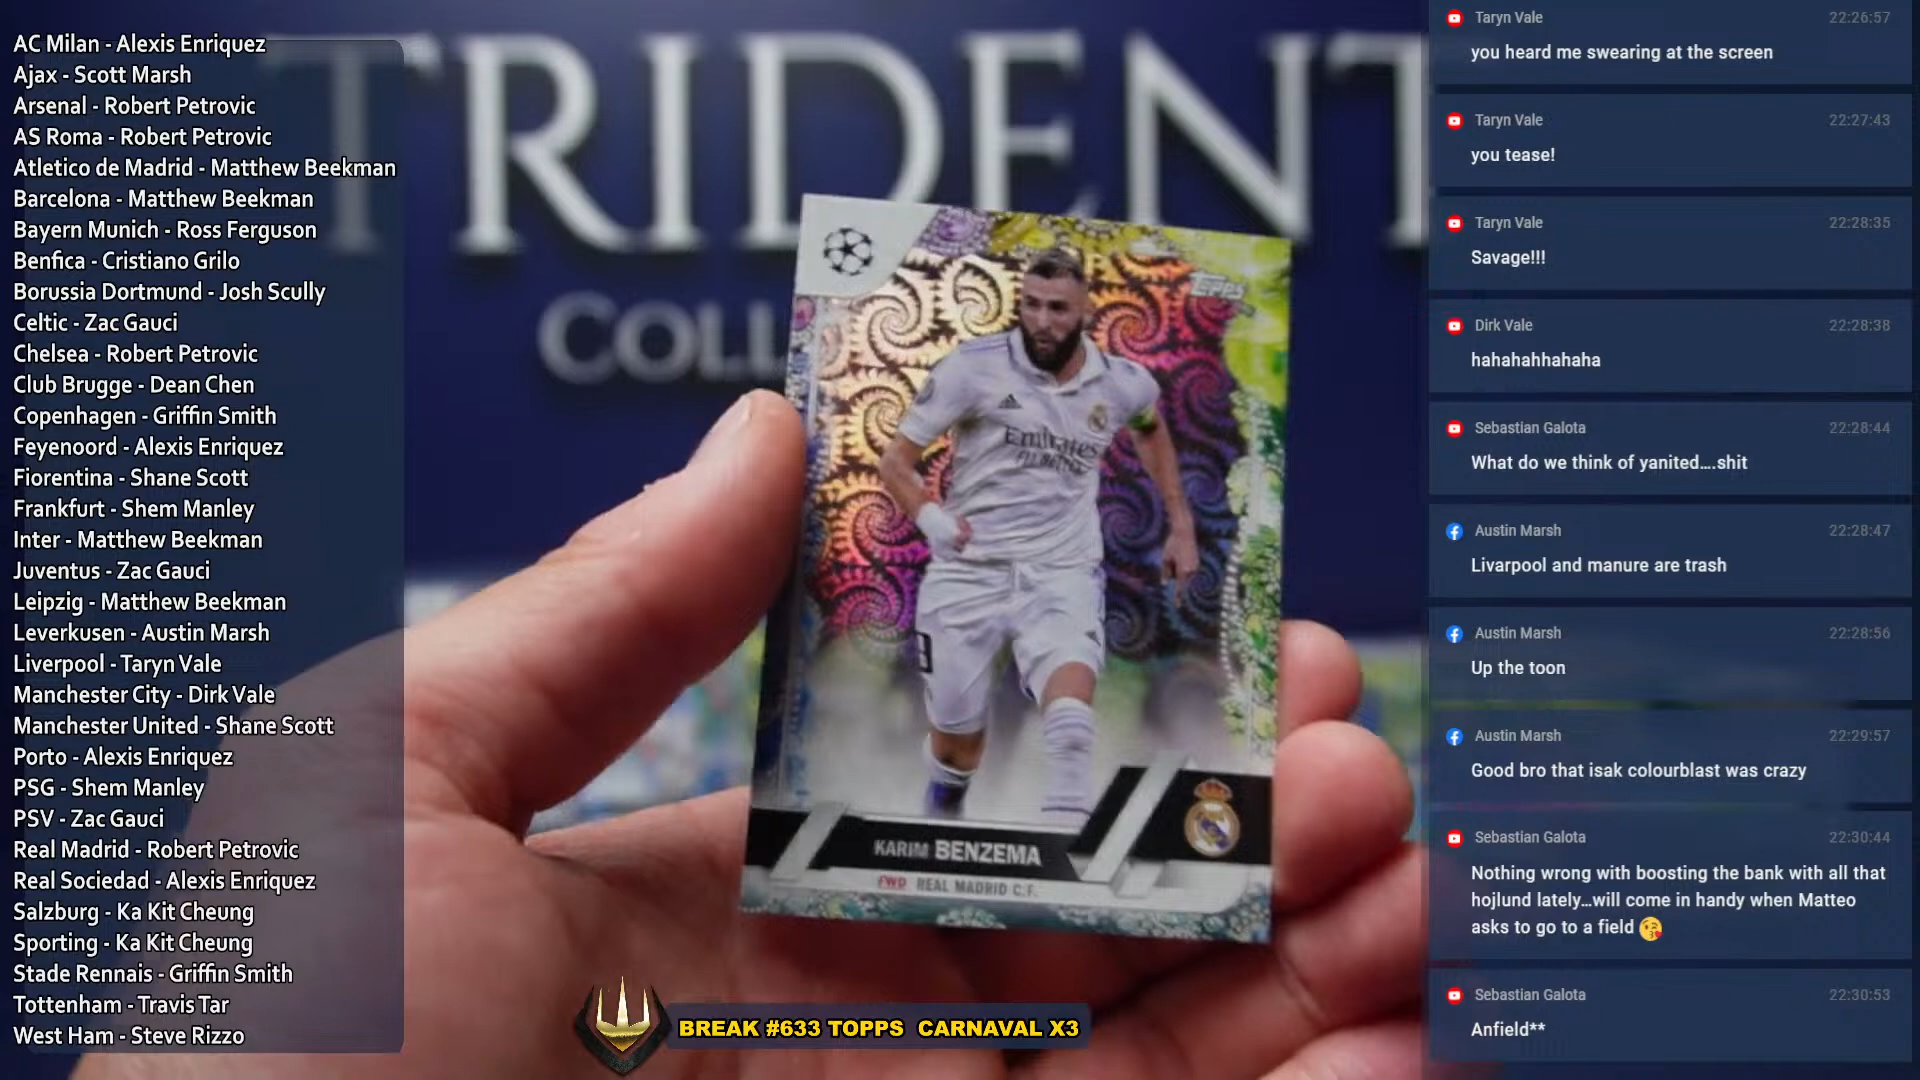 AC Milan - Alexis Enriquez
Ajax - Scott Marsh
Arsenal - Robert Petrovic
AS Roma - Robert Petrovic
Atletico de Madrid - Matthew Beekman
Barcelona - Matthew Beekman
Bayern Munich - Ross Ferguson
Benfica - Cristiano Grilo
Borussia Dortmund - Josh Scully
Celtic - Zac Gauci
Chelsea - Robert Petrovic
Club Brugge - Dean Chen
Copenhagen - Griffin Smith
Feyenoord - Alexis Enriquez
Fiorentina - Shane Scott
Frankfurt - Shem Manley
Inter - Matthew Beekman
Juventus - Zac Gauci
Leipzig - Matthew Beekman
Leverkusen - Austin Marsh
Liverpool - Taryn Vale
Manchester City - Dirk Vale
Manchester United - Shane Scott
Porto - Alexis Enriquez
PSG - Shem Manley
PSV - Zac Gauci
Real Madrid - Robert Petrovic
Real Sociedad - Alexis Enriquez
Salzburg - Ka Kit Cheung
Sporting - Ka Kit Cheung
Stade Rennais - Griffin Smith
Tottenham - Travis Tar
West Ham - Steve Rizzo
TRIDENT
COLL
Topps
Emirates
KARIM BENZEMA
FWD REAL MADRID C.F.
BREAK #633 TOPPS CARNAVAL X3
Taryn Vale 22:26:57
you heard me swearing at the screen
Taryn Vale 22:27:43
you tease!
Taryn Vale 22:28:35
Savage!!!
Dirk Vale 22:28:38
hahahahhahaha
Sebastian Galota 22:28:44
What do we think of yanited....shit
Austin Marsh 22:28:47
Livarpool and manure are trash
Austin Marsh 22:28:56
Up the toon
Austin Marsh 22:29:57
Good bro that isak colourblast was crazy
Sebastian Galota 22:30:44
Nothing wrong with boosting the bank with all that
hojlund lately...will come in handy when Matteo
asks to go to a field 😘
Sebastian Galota 22:30:53
Anfield**